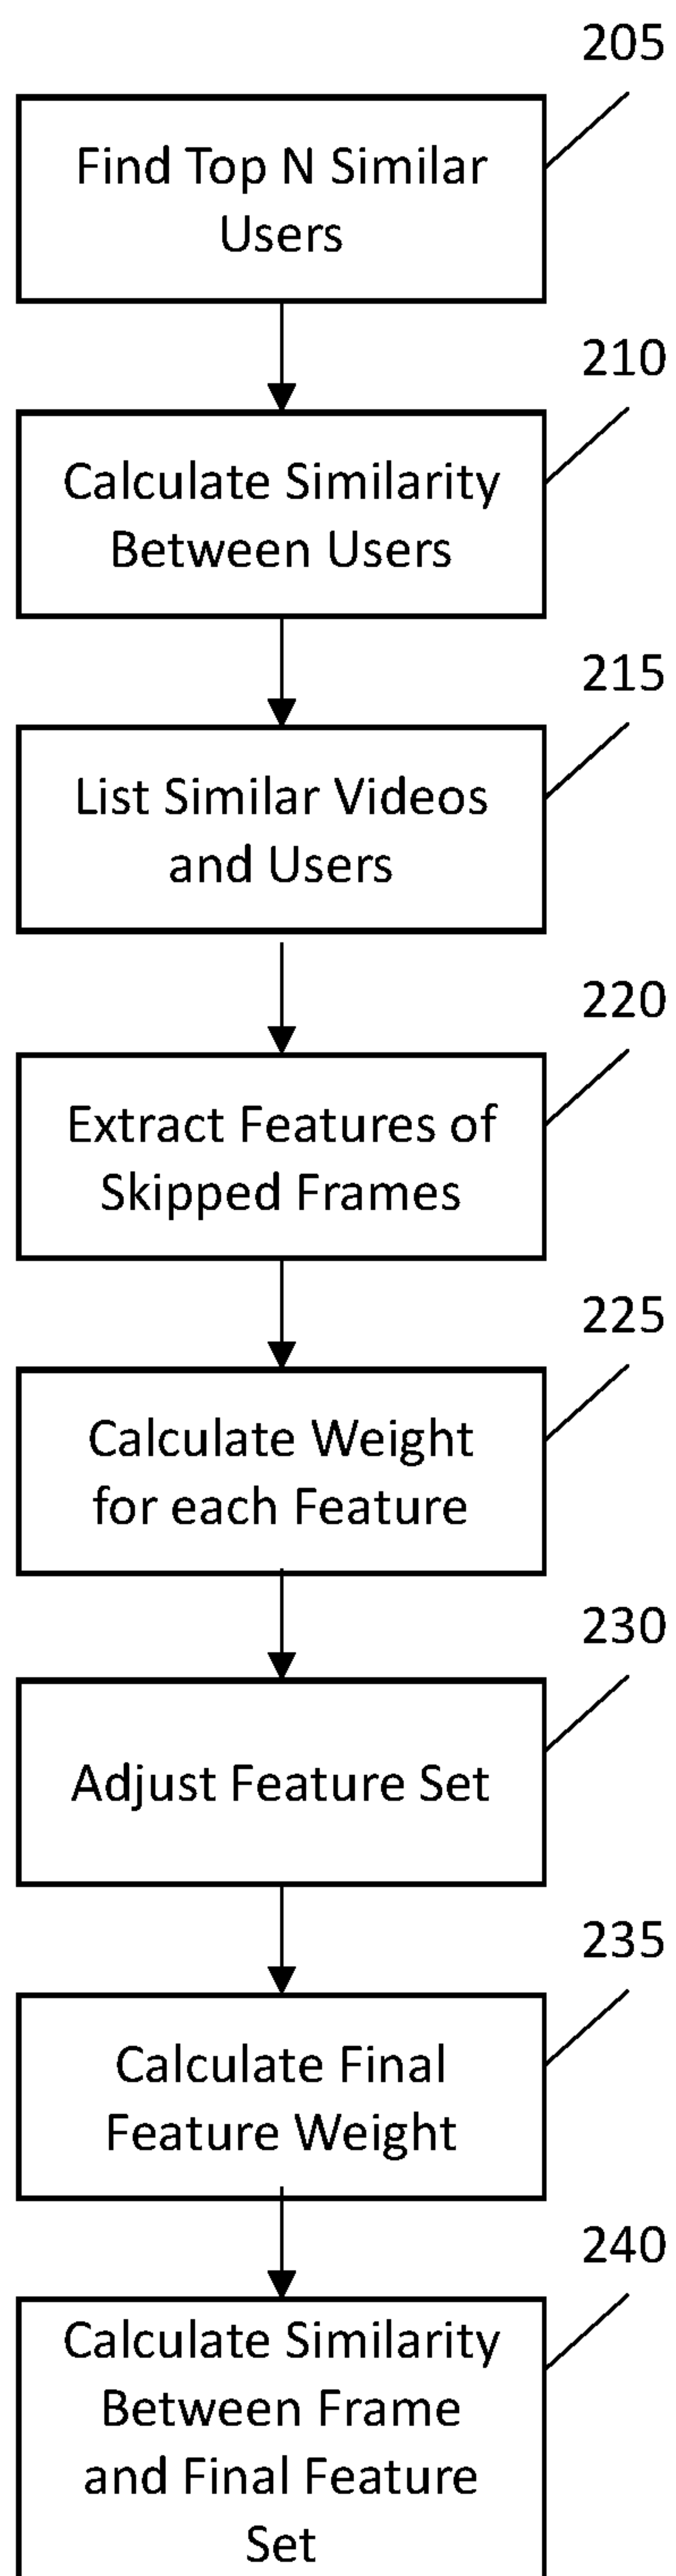 205
Find Top N Similar
Users
210
Calculate Similarity
Between Users
215
List Similar Videos
and Users
220
Extract Features of
Skipped Frames
225
Calculate Weight
for each Feature
230
Adjust Feature Set
235
Calculate Final
Feature Weight
240
Calculate Similarity
Between Frame
and Final Feature
Set